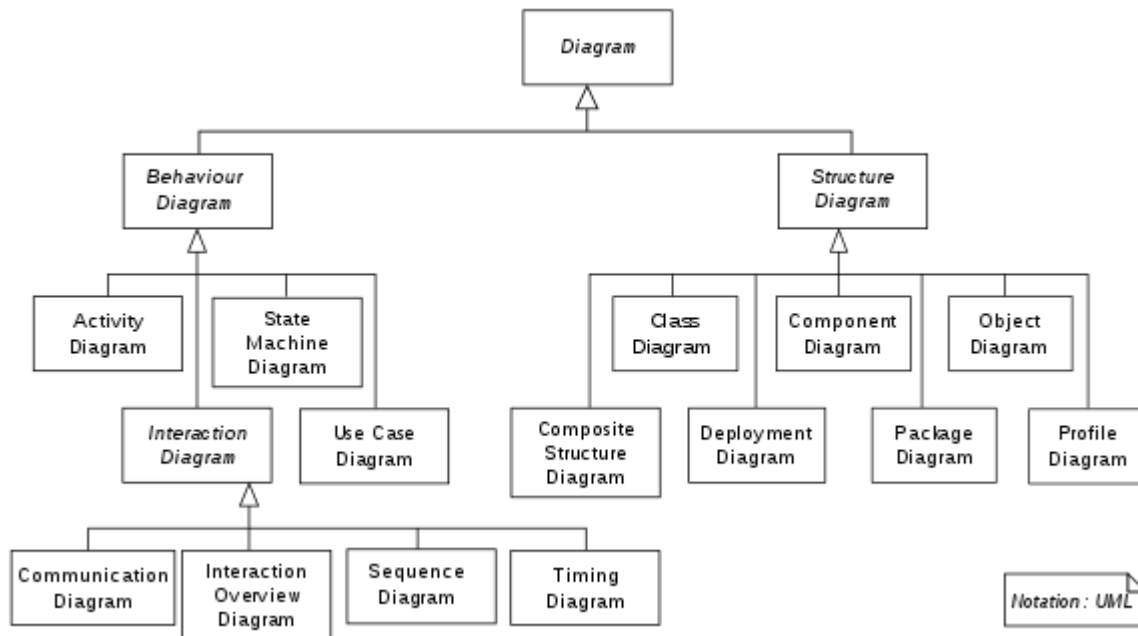 Diagram
Behaviour
Diagram
Structure
Diagram
Activity
Diagram
State
Machine
Diagram
Class
Diagram
Component
Diagram
Object
Diagram
Interaction
Diagram
Use Case
Diagram
Composite
Structure
Diagram
Deployment
Diagram
Package
Diagram
Profile
Diagram
Communication
Diagram
Interaction
Overview
Diagram
Sequence
Diagram
Timing
Diagram
Notation: UML